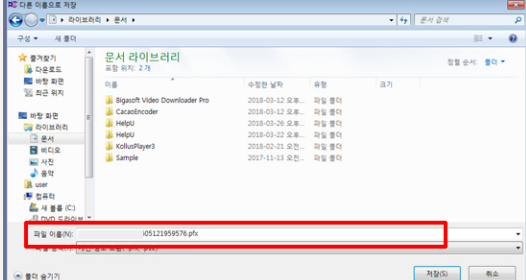 다른 이름으로 저장
라이브러리 ▸ 문서 ▸
문서 검색
구성 ▼ 새 폴더
즐겨찾기
다운로드
바탕 화면
최근 위치
바탕 화면
라이브러리
문서
비디오
사진
음악
user
컴퓨터
새 볼륨 (C:)
DVD 드라이브
문서 라이브러리
포함 위치: 2개
정렬 순서: 폴더 ▼
이름 수정한 날짜 유형 크기
Bigasoft Video Downloader Pro 2018-03-12 오후... 파일 폴더
CacaoEncoder 2018-03-12 오후... 파일 폴더
HelpU 2018-03-26 오후... 파일 폴더
HelpU 2018-03-22 오후... 파일 폴더
KollusPlayer3 2018-02-21 오전... 파일 폴더
Sample 2017-11-13 오전... 파일 폴더
파일 이름(N): 05121959576.pfx
폴더 숨기기
저장(S) 취소